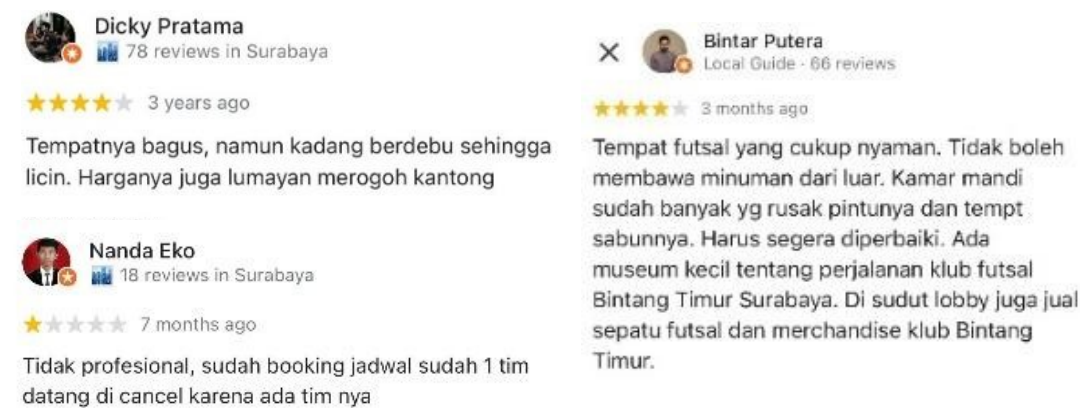 Dicky Pratama
78 reviews in Surabaya
3 years ago
Tempatnya bagus, namun kadang berdebu sehingga
licin. Harganya juga lumayan merogoh kantong
Nanda Eko
18 reviews in Surabaya
7 months ago
Tidak profesional, sudah booking jadwal sudah 1 tim
datang di cancel karena ada tim nya
Bintar Putera
Local Guide · 66 reviews
3 months ago
Tempat futsal yang cukup nyaman. Tidak boleh
membawa minuman dari luar. Kamar mandi
sudah banyak yg rusak pintunya dan tempt
sabunnya. Harus segera diperbaiki. Ada
museum kecil tentang perjalanan klub futsal
Bintang Timur Surabaya. Di sudut lobby juga jual
sepatu futsal dan merchandise klub Bintang
Timur.